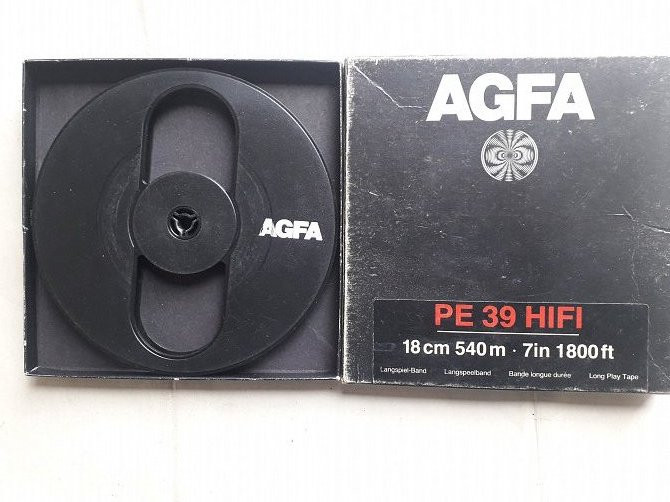 AGFA
AGFA
PE 39 HIFI
18 cm 540 m · 7 in 1800 ft
Langspiel-Band Langspeelband Bande longue durée Long Play Tape